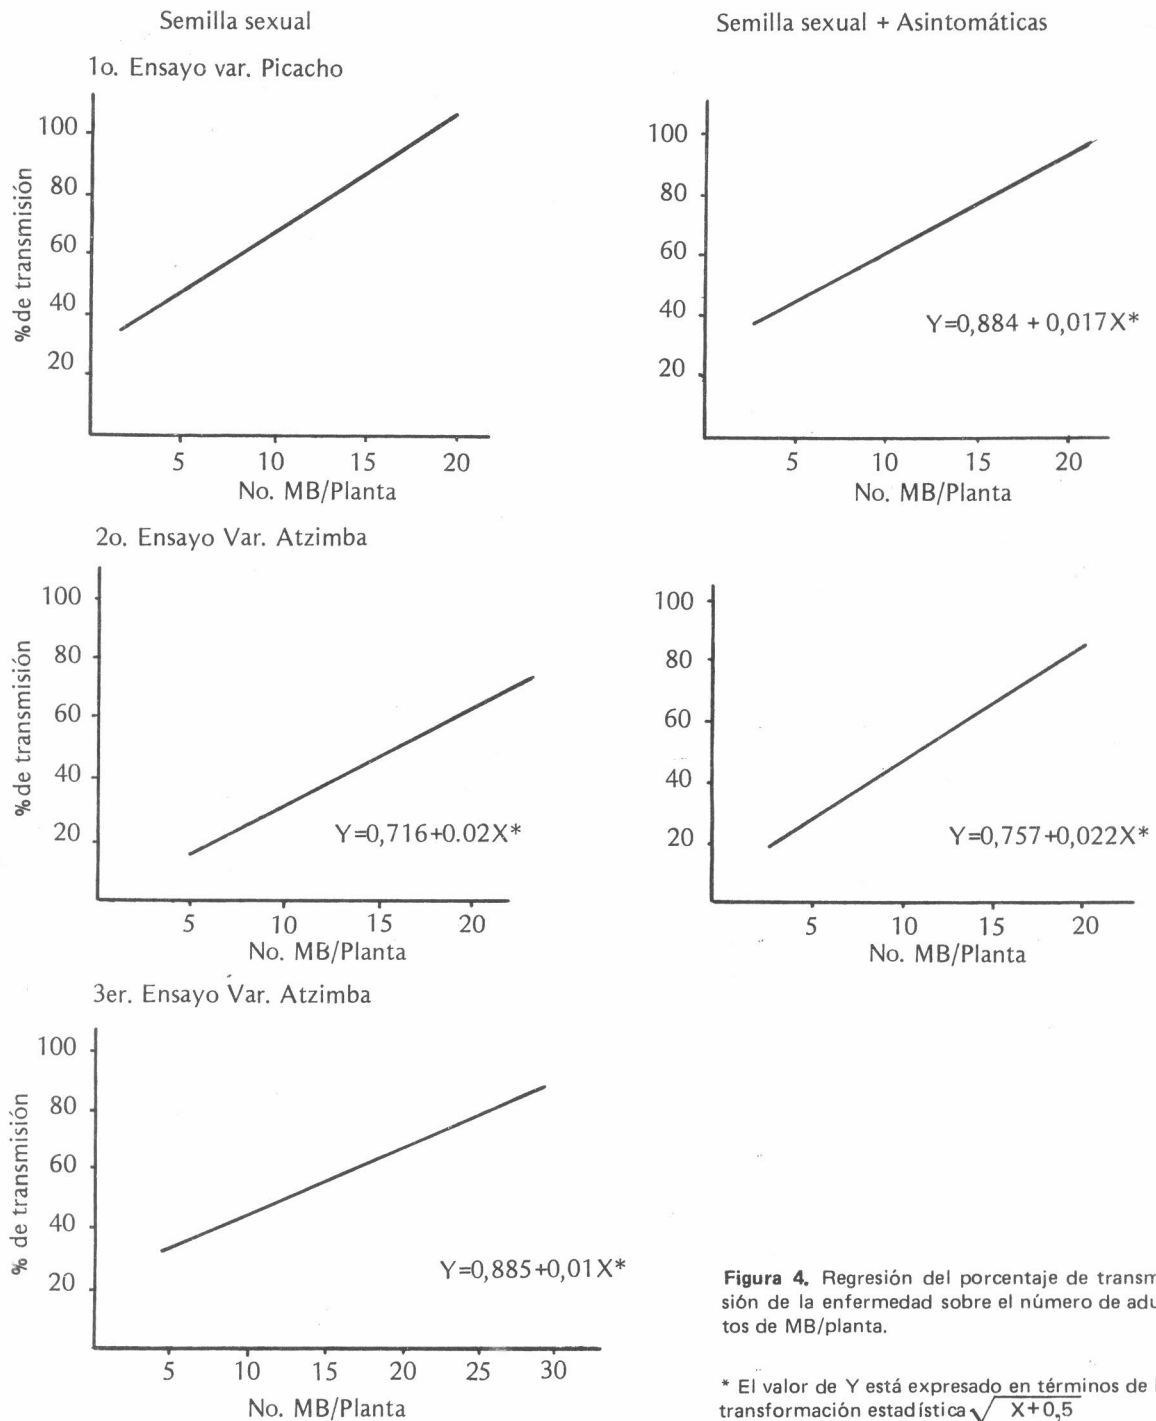 Semilla sexual
Semilla sexual + Asintomáticas
1o. Ensayo var. Picacho
% de transmisión
100
80
60
40
20
5 10 15 20
No. MB/Planta
100
80
60
40
20
Y=0,884 + 0,017X*
5 10 15 20
No. MB/Planta
2o. Ensayo Var. Atzimba
% de transmisión
100
80
60
40
20
Y=0,716+0.02X*
5 10 15 20
No. MB/Planta
100
80
60
40
20
Y=0,757+0,022X*
5 10 15 20
No. MB/Planta
3er. Ensayo Var. Atzimba
% de transmisión
100
80
60
40
20
Y=0,885+0,01X*
5 10 15 20 25 30
No. MB/Planta
Figura 4. Regresión del porcentaje de transm
sión de la enfermedad sobre el número de adu
tos de MB/planta.
* El valor de Y está expresado en términos de l
transformación estadística √X+0,5